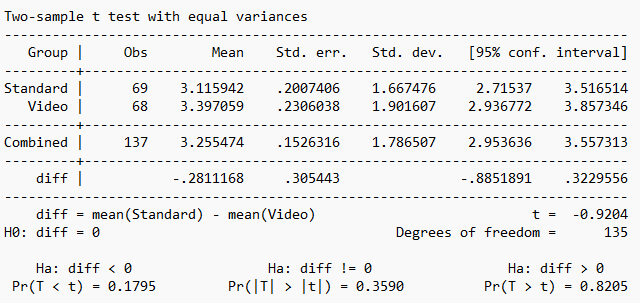 Two-sample t test with equal variances
------------------------------------------------------------------------------
   Group |     Obs        Mean    Std. err.   Std. dev.   [95% conf. interval]
---------+--------------------------------------------------------------------
Standard |      69    3.115942    .2007406    1.667476     2.71537    3.516514
   Video |      68    3.397059    .2306038    1.901607    2.936772    3.857346
---------+--------------------------------------------------------------------
Combined |     137    3.255474    .1526316    1.786507    2.953636    3.557313
---------+--------------------------------------------------------------------
    diff |           -.2811168     .305443               -.8851891    .3229556
------------------------------------------------------------------------------
    diff = mean(Standard) - mean(Video)                           t =  -0.9204
H0: diff = 0                                     Degrees of freedom =      135
    Ha: diff < 0                 Ha: diff != 0                 Ha: diff > 0
 Pr(T < t) = 0.1795         Pr(|T| > |t|) = 0.3590          Pr(T > t) = 0.8205